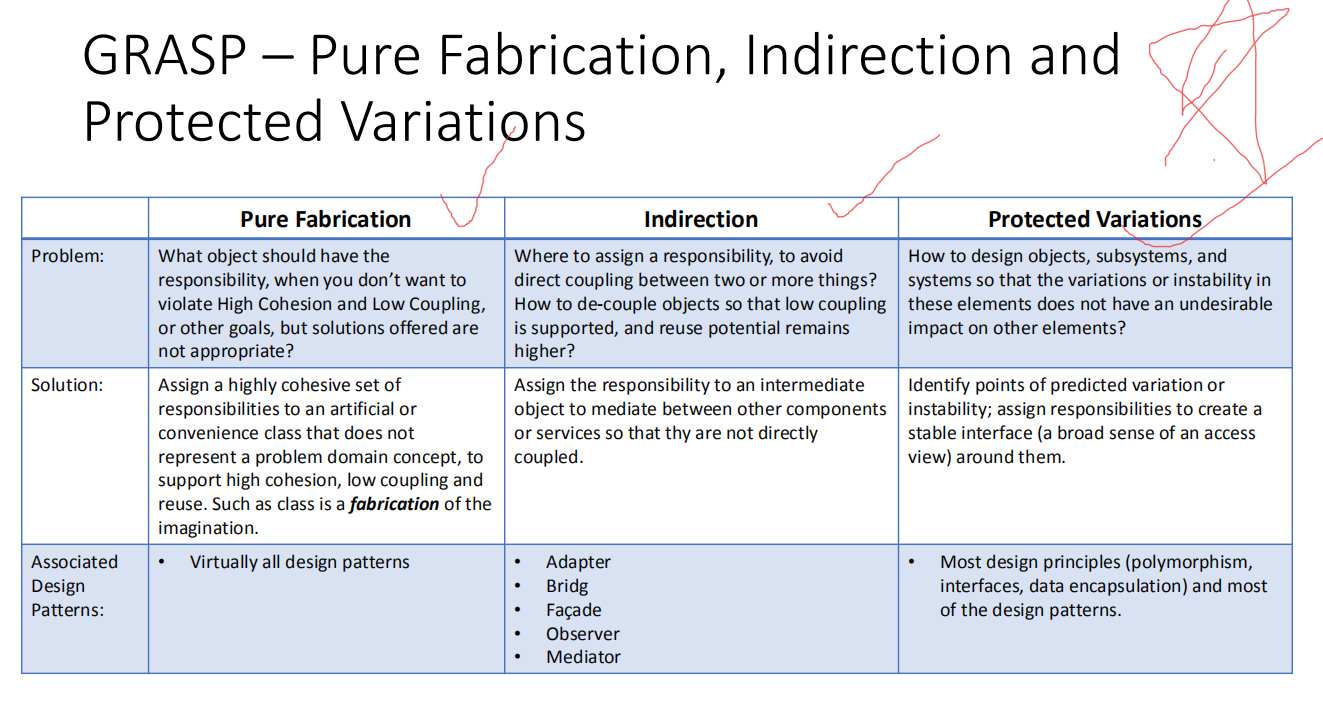 GRASP – Pure Fabrication, Indirection and
Protected Variations
Pure Fabrication
Indirection
Protected Variations
Problem:
What object should have the
responsibility, when you don't want to
violate High Cohesion and Low Coupling,
or other goals, but solutions offered are
not appropriate?
Where to assign a responsibility, to avoid
direct coupling between two or more things?
How to de-couple objects so that low coupling
is supported, and reuse potential remains
higher?
How to design objects, subsystems, and
systems so that the variations or instability in
these elements does not have an undesirable
impact on other elements?
Solution:
Assign a highly cohesive set of
responsibilities to an artificial or
convenience class that does not
represent a problem domain concept, to
support high cohesion, low coupling and
reuse. Such as class is a fabrication of the
imagination.
Assign the responsibility to an intermediate
object to mediate between other components
or services so that thy are not directly
coupled.
Identify points of predicted variation or
instability; assign responsibilities to create a
stable interface (a broad sense of an access
view) around them.
Associated
Design
Patterns:
• Virtually all design patterns
• Adapter
• Bridg
• Façade
• Observer
• Mediator
• Most design principles (polymorphism,
interfaces, data encapsulation) and most
of the design patterns.